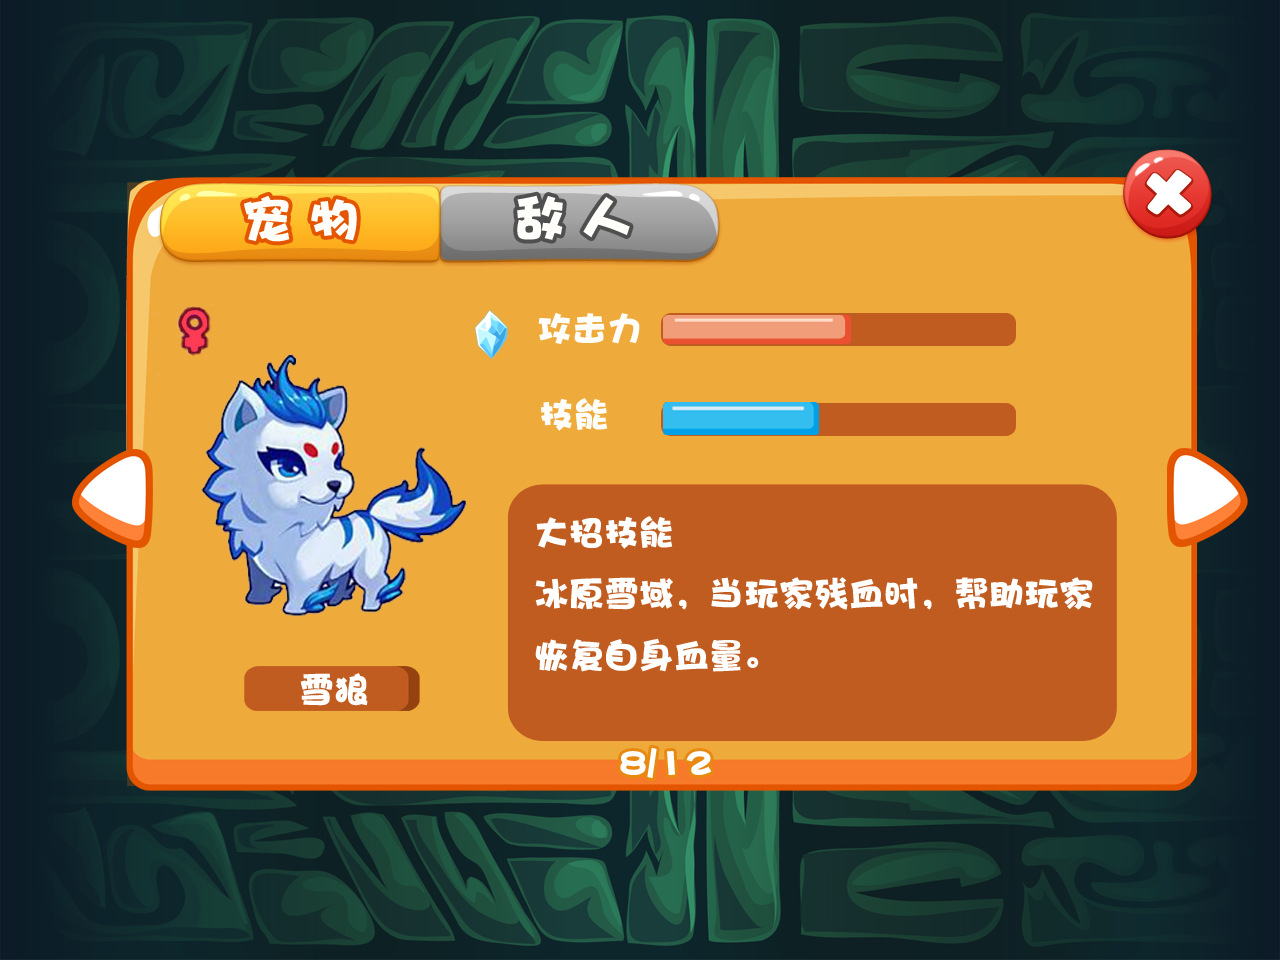 宠物 敌人
攻击力
技能
大招技能
冰原雪域，当玩家残血时，帮助玩家
恢复自身血量。
雪狼
8/12